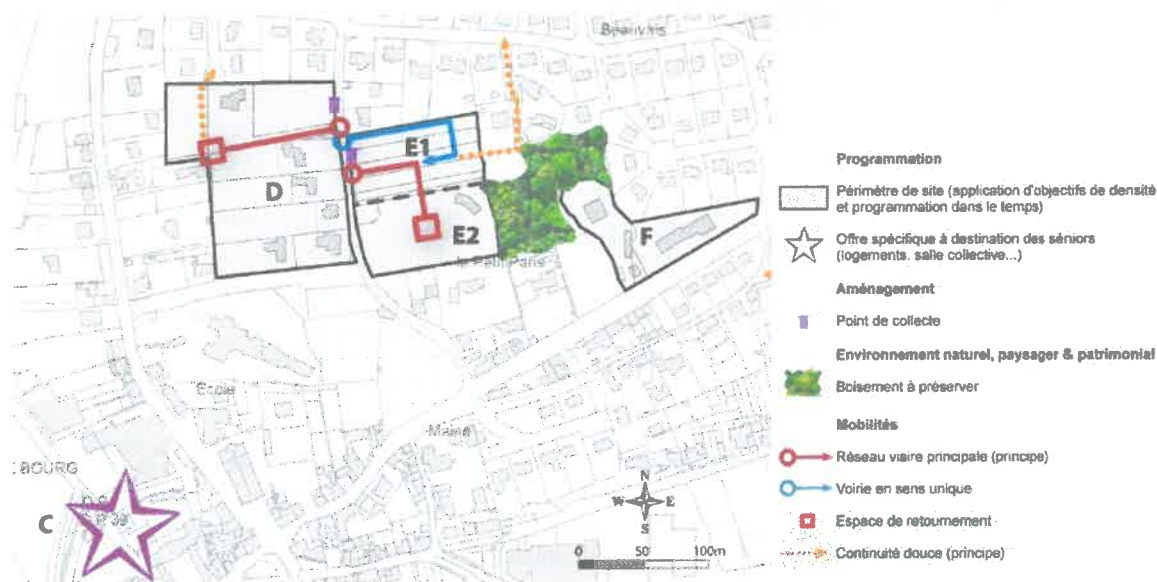 Beauvais
E1
D
E2
F
le Petit Paris
Ecole
Mairie
BOURG
C
N
W E
S
0 50 100m
Programmation
Périmètre de site (application d'objectifs de densité
et programmation dans le temps)
Offre spécifique à destination des séniors
(logements, salle collective...)
Aménagement
Point de collecte
Environnement naturel, paysager & patrimonial
Boisement à préserver
Mobilités
Réseau viaire principale (principe)
Voirie en sens unique
Espace de retournement
Continuité douce (principe)